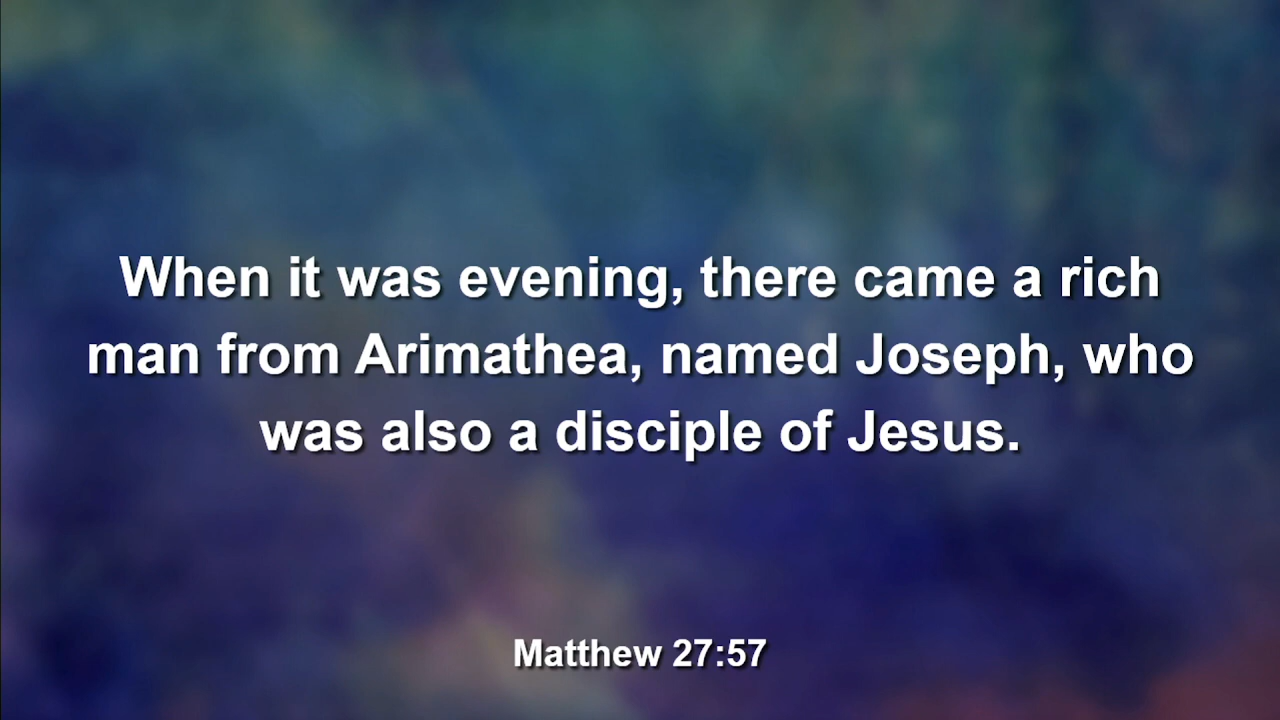 When it was evening, there came a rich
man from Arimathea, named Joseph, who
was also a disciple of Jesus.
Matthew 27:57